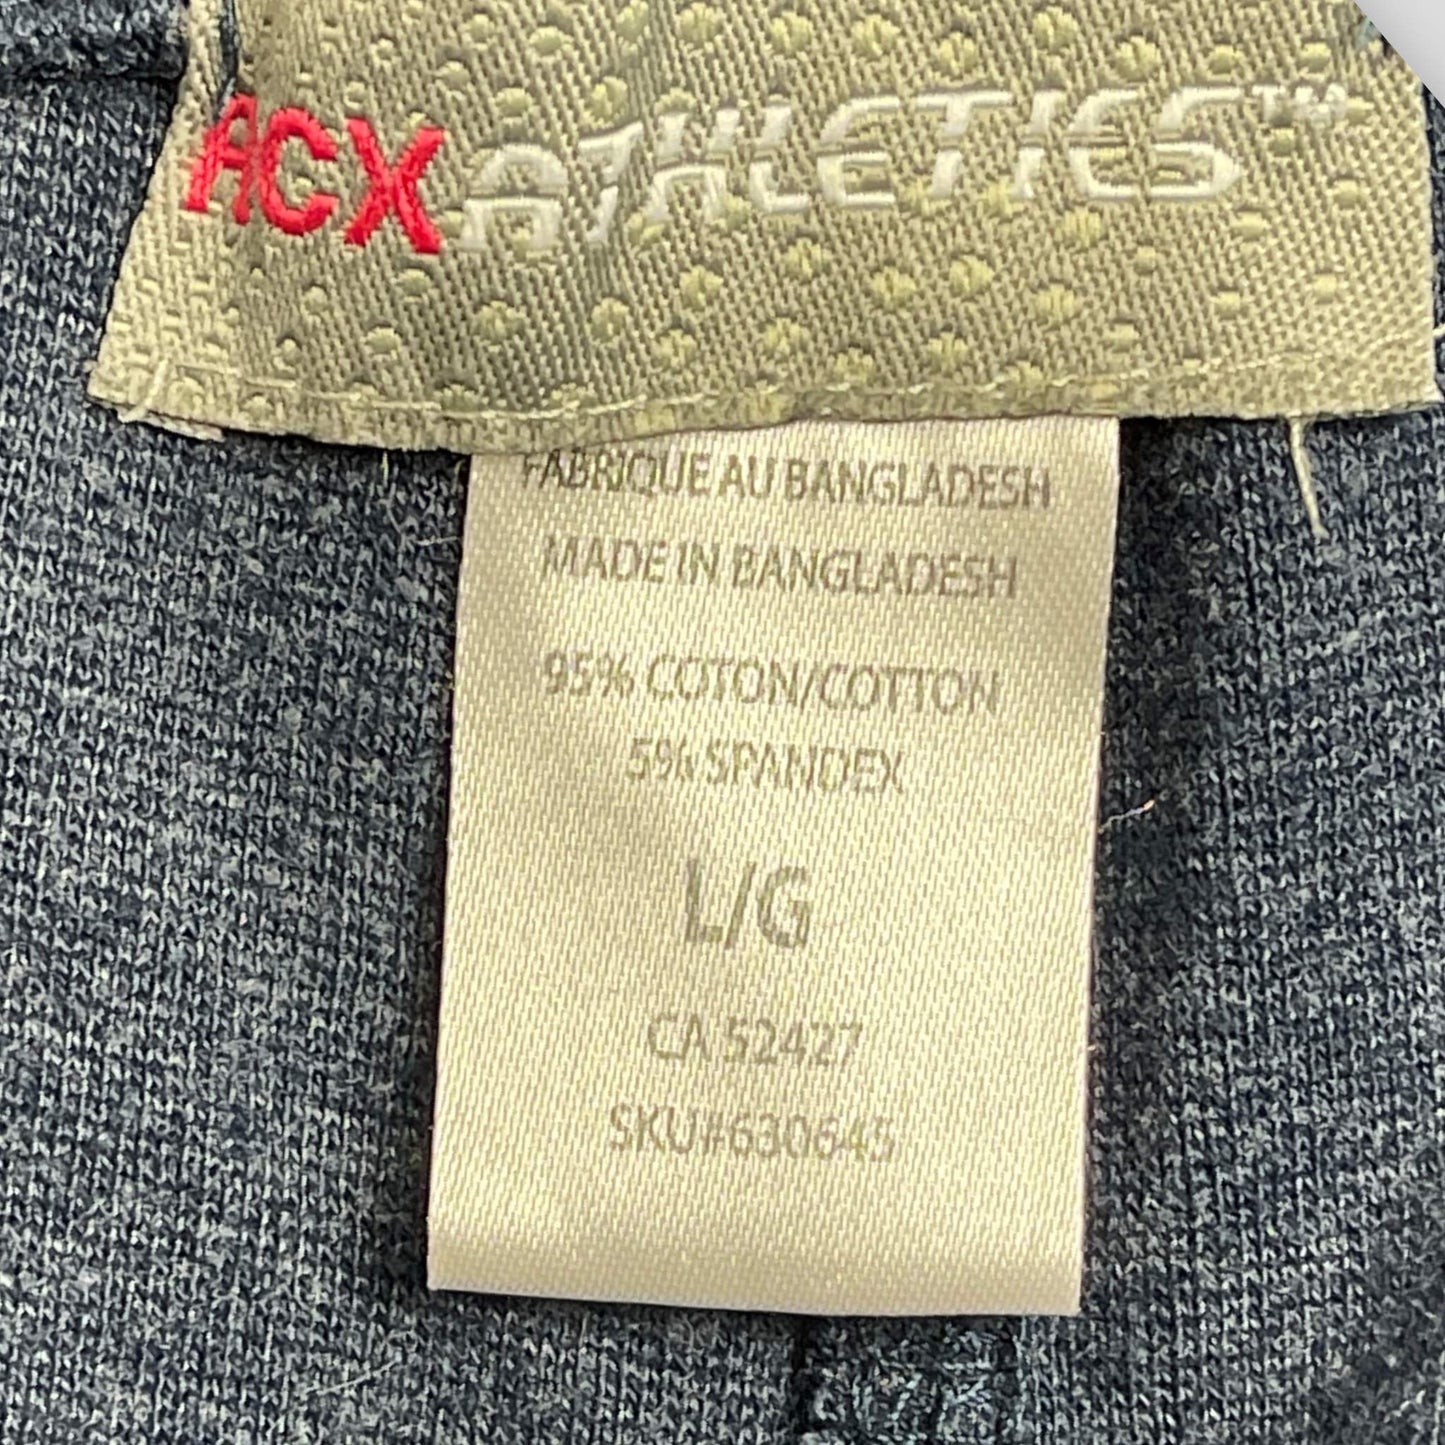 ACX ATHLETICS™
FABRIQUE AU BANGLADESH
MADE IN BANGLADESH
95% COTON/COTTON
5% SPANDEX
L/G
CA 52427
SKU#630645